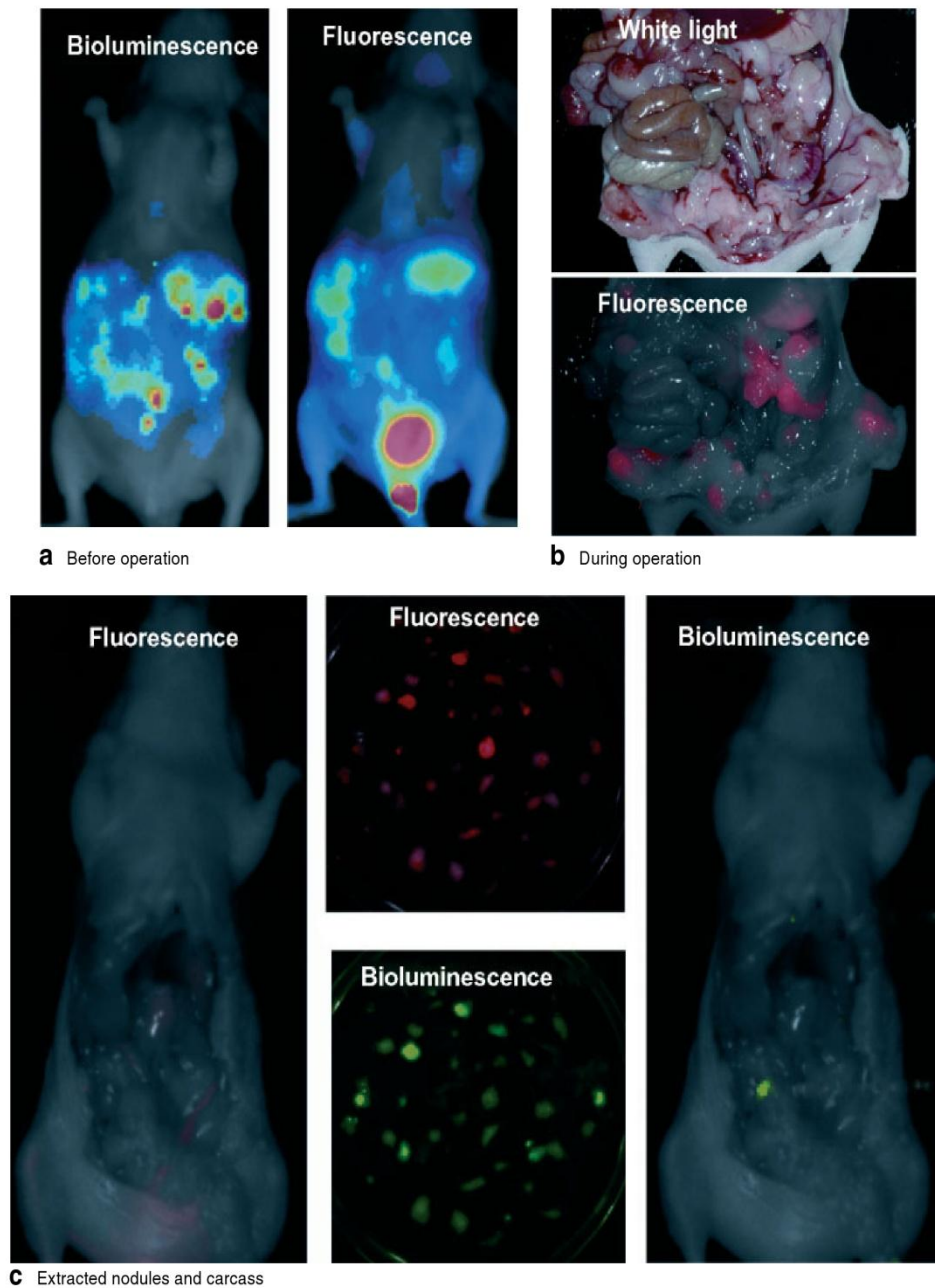 Bioluminescence
Fluorescence
a Before operation
White light
Fluorescence
b During operation
Fluorescence
Fluorescence
Bioluminescence
Bioluminescence
c Extracted nodules and carcass